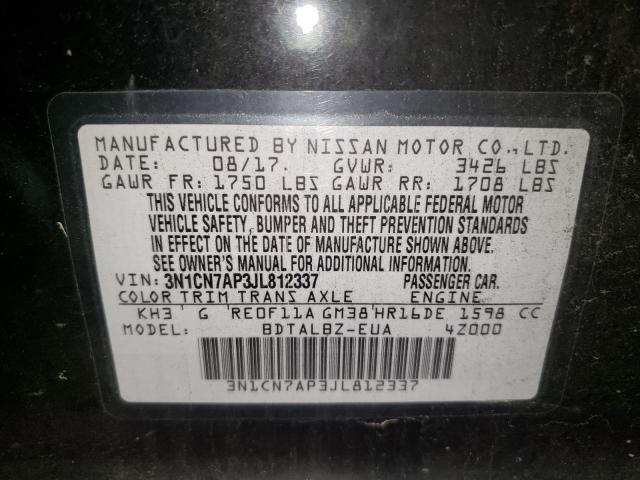 MANUFACTURED BY NISSAN MOTOR CO.,LTD.
DATE: 08/17. GVWR: 3426 LBS
GAWR FR: 1750 LBS GAWR RR: 1708 LBS
THIS VEHICLE CONFORMS TO ALL APPLICABLE FEDERAL MOTOR
VEHICLE SAFETY, BUMPER AND THEFT PREVENTION STANDARDS
IN EFFECT ON THE DATE OF MANUFACTURE SHOWN ABOVE.
SEE OWNER'S MANUAL FOR ADDITIONAL INFORMATION.
VIN: 3N1CN7AP3JL812337 PASSENGER CAR.
COLOR TRIM TRANS AXLE ENGINE
KH3 G RE0F11A GM38 HR16DE 1598 CC
MODEL: BDTALBZ-EUA 4Z000
3N1CN7AP3JL812337